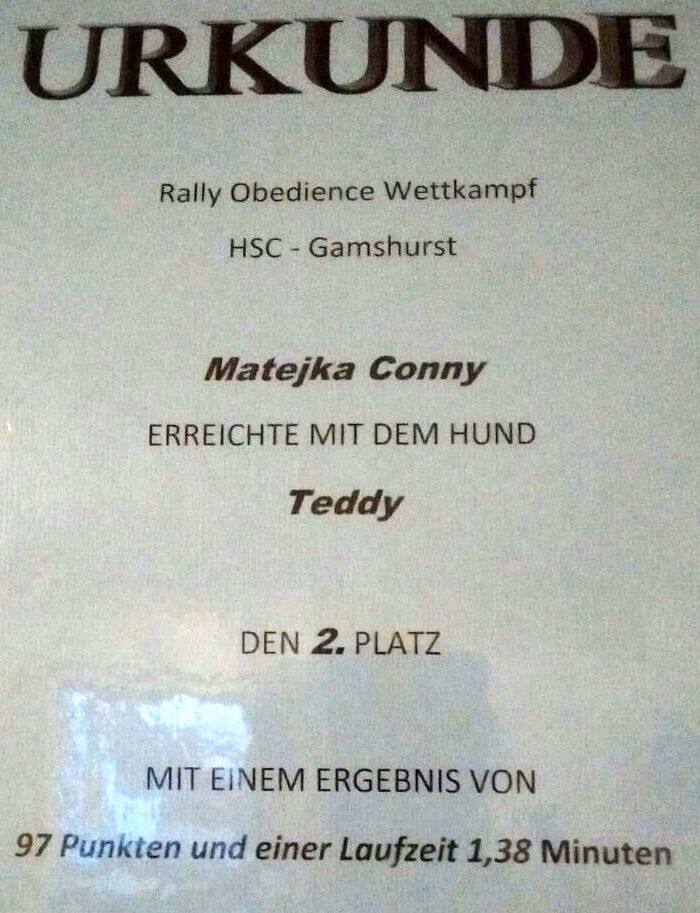 URKUNDE
Rally Obedience Wettkampf
HSC - Gamshurst
Matejka Conny
ERREICHTE MIT DEM HUND
Teddy
DEN 2. PLATZ
MIT EINEM ERGEBNIS VON
97 Punkten und einer Laufzeit 1,38 Minuten